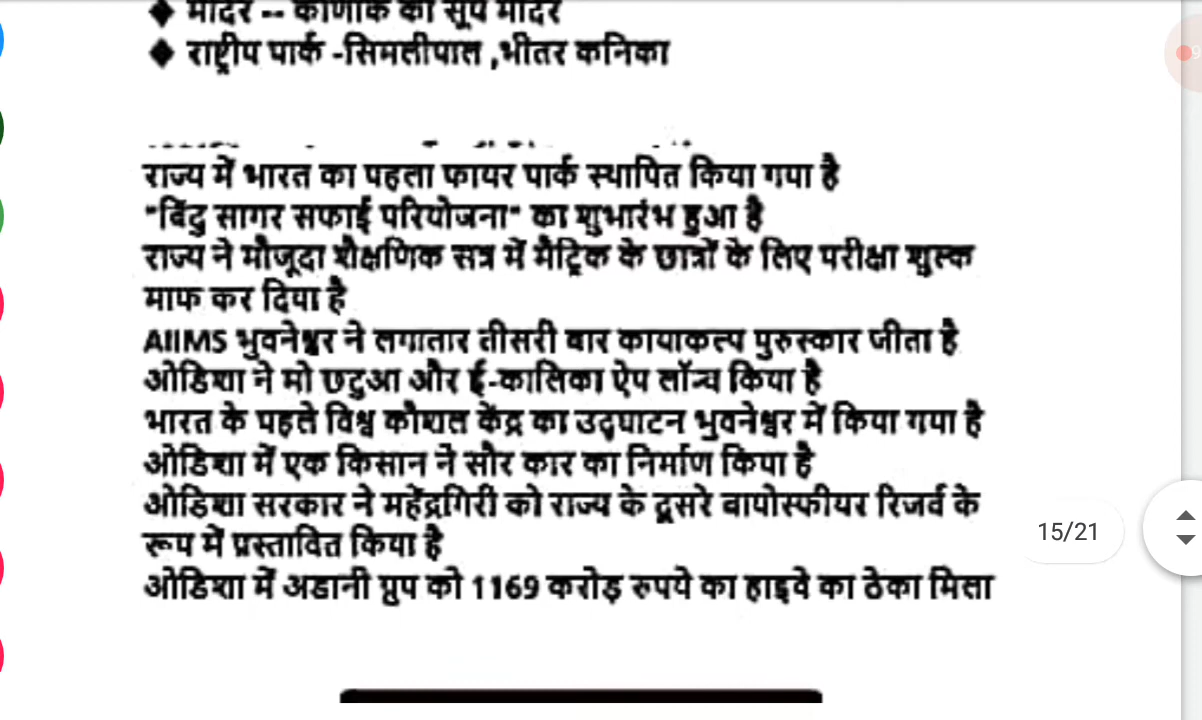 ◆ मंदिर -- कोणार्क का सूर्य मंदिर
◆ राष्ट्रीय पार्क -सिमलीपाल ,भीतर कनिका
राज्य में भारत का पहला फायर पार्क स्थापित किया गया है
"बिंदु सागर सफाई परियोजना" का शुभारंभ हुआ है
राज्य ने मौजूदा शैक्षणिक सत्र में मैट्रिक के छात्रों के लिए परीक्षा शुल्क
माफ कर दिया है
AIIMS भुवनेश्वर ने लगातार तीसरी बार कायाकल्प पुरुस्कार जीता है
ओडिशा ने मो छटुआ और ई-कालिका ऐप लॉन्च किया है
भारत के पहले विश्व कौशल केंद्र का उद्घाटन भुवनेश्वर में किया गया है
ओडिशा में एक किसान ने सौर कार का निर्माण किया है
ओडिशा सरकार ने महेंद्रगिरी को राज्य के दूसरे बायोस्फीयर रिजर्व के
रूप में प्रस्तावित किया है
15/21
ओडिशा में अडानी ग्रुप को 1169 करोड़ रुपये का हाइवे का ठेका मिला